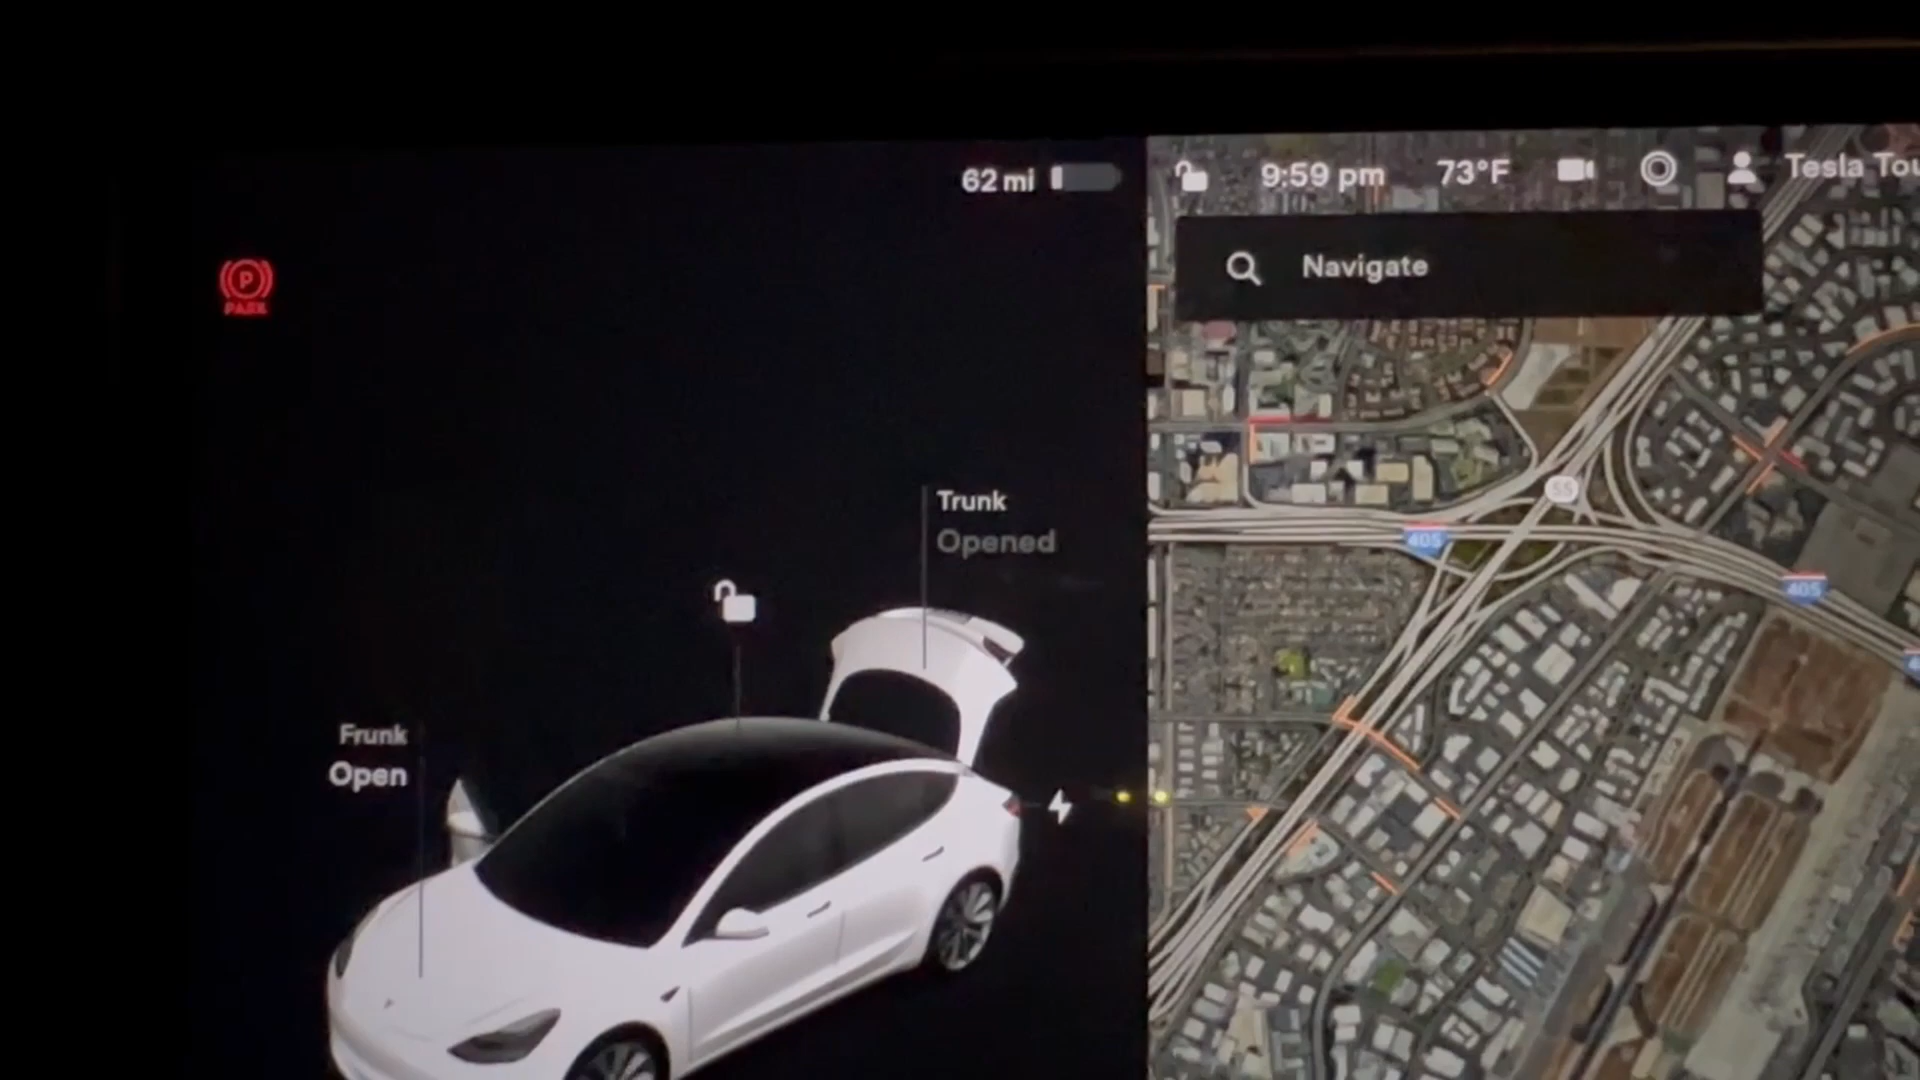 62 mi
9:59 pm
73°F
Tesla Tou
P
PARK
Navigate
Trunk
Opened
55
405
405
Frunk
Open